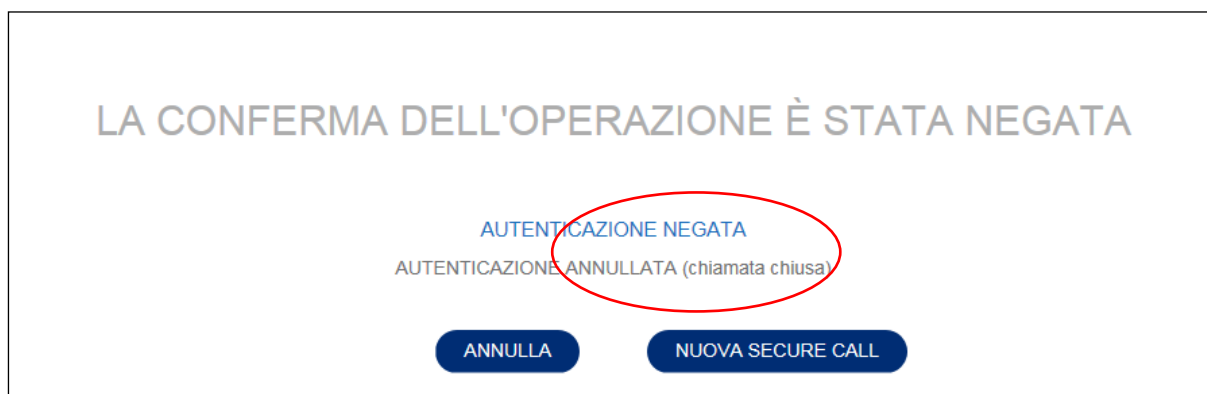 LA CONFERMA DELL'OPERAZIONE È STATA NEGATA
AUTENTICAZIONE NEGATA
AUTENTICAZIONE ANNULLATA (chiamata chiusa)
ANNULLA NUOVA SECURE CALL